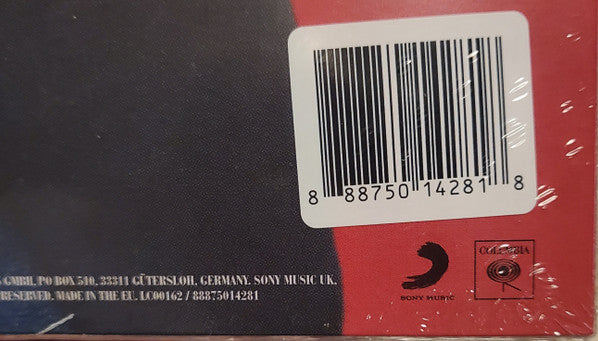 8 88750 14281 8
GMBH, PO BOX 510, 33311 GÜTERSLOH, GERMANY. SONY MUSIC UK.
RESERVED. MADE IN THE EU. LC00162 / 88875014281
SONY MUSIC
COLUMBIA